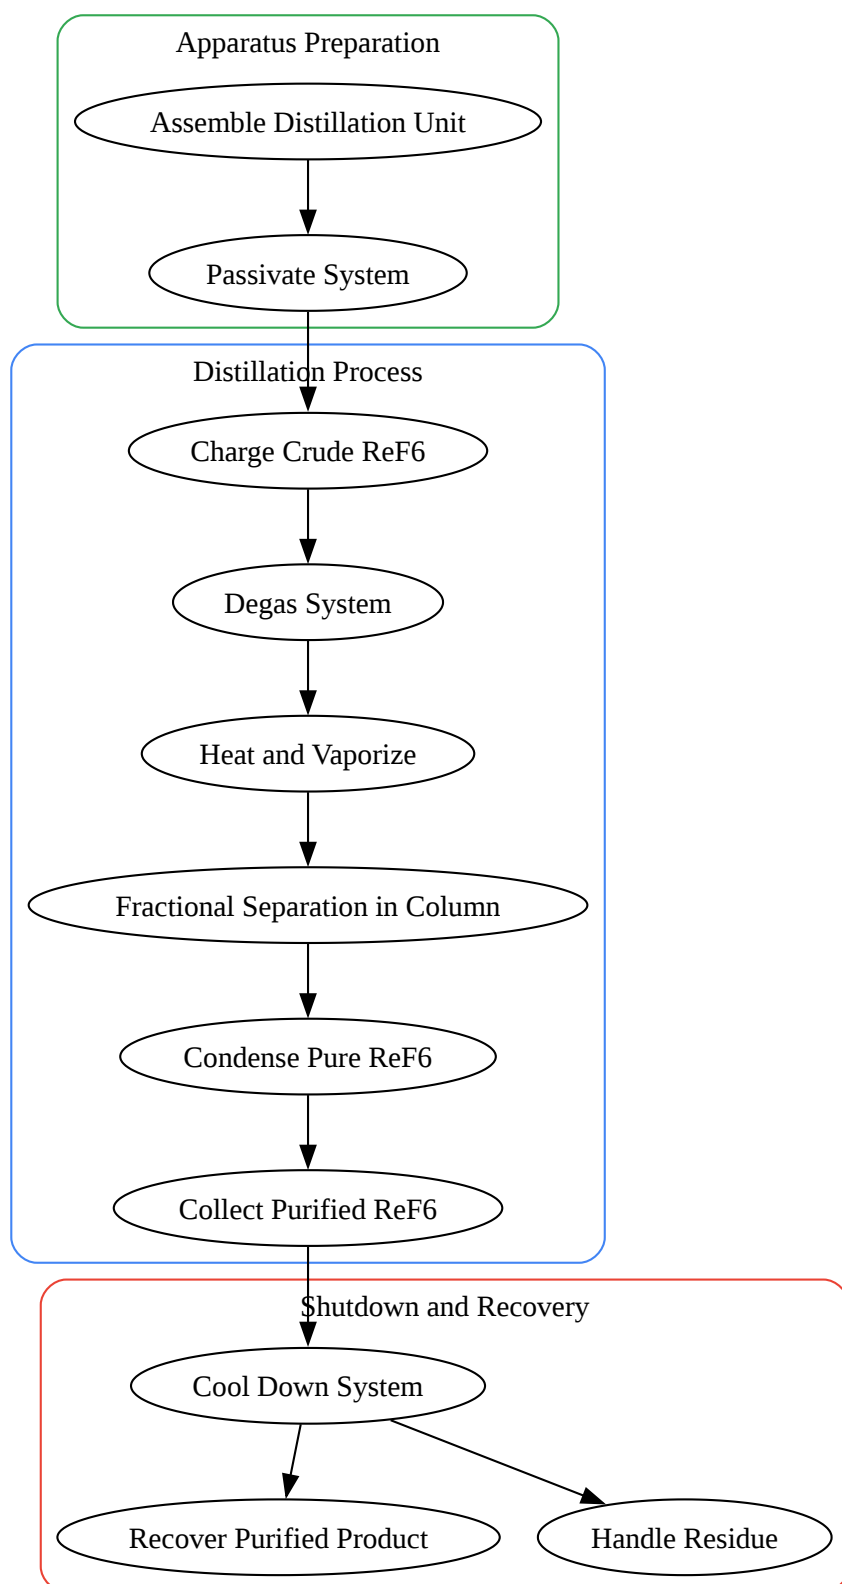 Apparatus Preparation
Assemble Distillation Unit
Passivate System
Distillation Process
Charge Crude ReF6
Degas System
Heat and Vaporize
Fractional Separation in Column
Condense Pure ReF6
Collect Purified ReF6
Shutdown and Recovery
Cool Down System
Recover Purified Product
Handle Residue